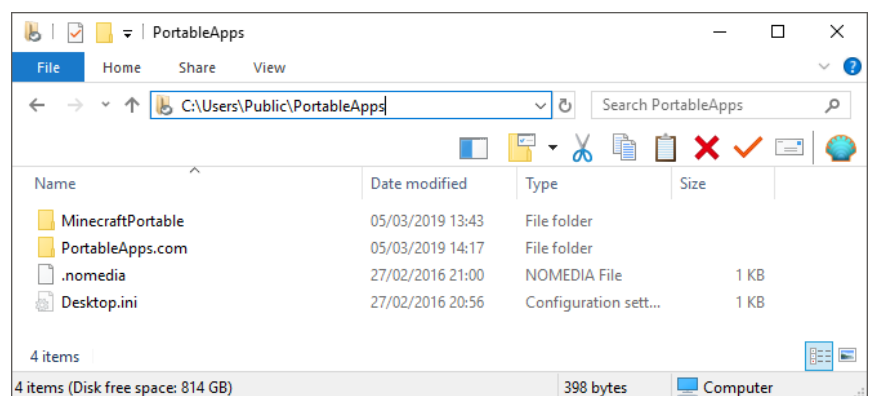 PortableApps
File Home Share View
C:\Users\Public\PortableApps Search PortableApps
Name Date modified Type Size
MinecraftPortable 05/03/2019 13:43 File folder
PortableApps.com 05/03/2019 14:17 File folder
.nomedia 27/02/2016 21:00 NOMEDIA File 1 KB
Desktop.ini 27/02/2016 20:56 Configuration sett... 1 KB
4 items
4 items (Disk free space: 814 GB) 398 bytes Computer